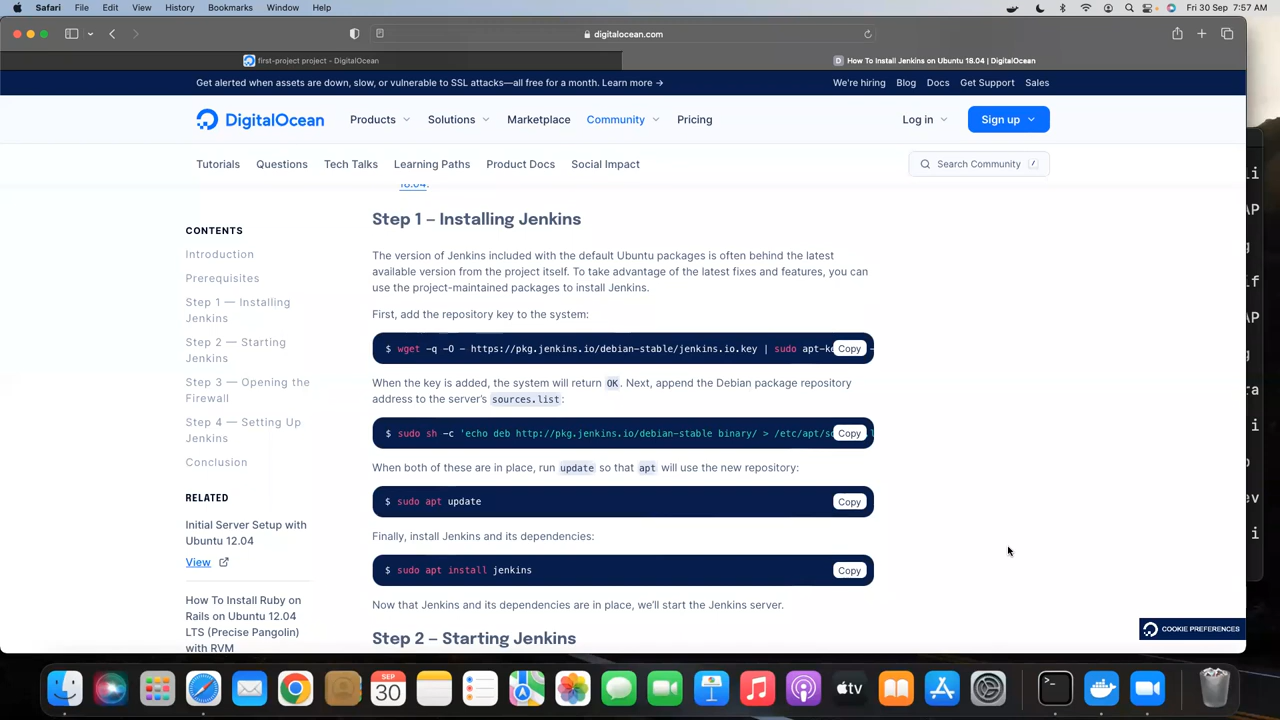 Safari File Edit View History Bookmarks Window Help
Fri 30 Sep 7:57 AM
digitalocean.com
first-project project - DigitalOcean
How To Install Jenkins on Ubuntu 18.04 | DigitalOcean
Get alerted when assets are down, slow, or vulnerable to SSL attacks—all free for a month. Learn more →
We're hiring Blog Docs Get Support Sales
DigitalOcean Products Solutions Marketplace Community Pricing Log in Sign up
Tutorials Questions Tech Talks Learning Paths Product Docs Social Impact
Search Community /
18.04.
CONTENTS
Introduction
Prerequisites
Step 1 — Installing
Jenkins
Step 2 — Starting
Jenkins
Step 3 — Opening the
Firewall
Step 4 — Setting Up
Jenkins
Conclusion
RELATED
Initial Server Setup with
Ubuntu 12.04
View
How To Install Ruby on
Rails on Ubuntu 12.04
LTS (Precise Pangolin)
with RVM
Step 1 – Installing Jenkins
The version of Jenkins included with the default Ubuntu packages is often behind the latest
available version from the project itself. To take advantage of the latest fixes and features, you can
use the project-maintained packages to install Jenkins.
First, add the repository key to the system:
$ wget -q -O - https://pkg.jenkins.io/debian-stable/jenkins.io.key | sudo apt-ke
Copy
When the key is added, the system will return OK. Next, append the Debian package repository
address to the server's sources.list:
$ sudo sh -c 'echo deb http://pkg.jenkins.io/debian-stable binary/ > /etc/apt/so
Copy
When both of these are in place, run update so that apt will use the new repository:
$ sudo apt update
Copy
Finally, install Jenkins and its dependencies:
$ sudo apt install jenkins
Copy
Now that Jenkins and its dependencies are in place, we'll start the Jenkins server.
Step 2 – Starting Jenkins
COOKIE PREFERENCES
SEP
30
tv